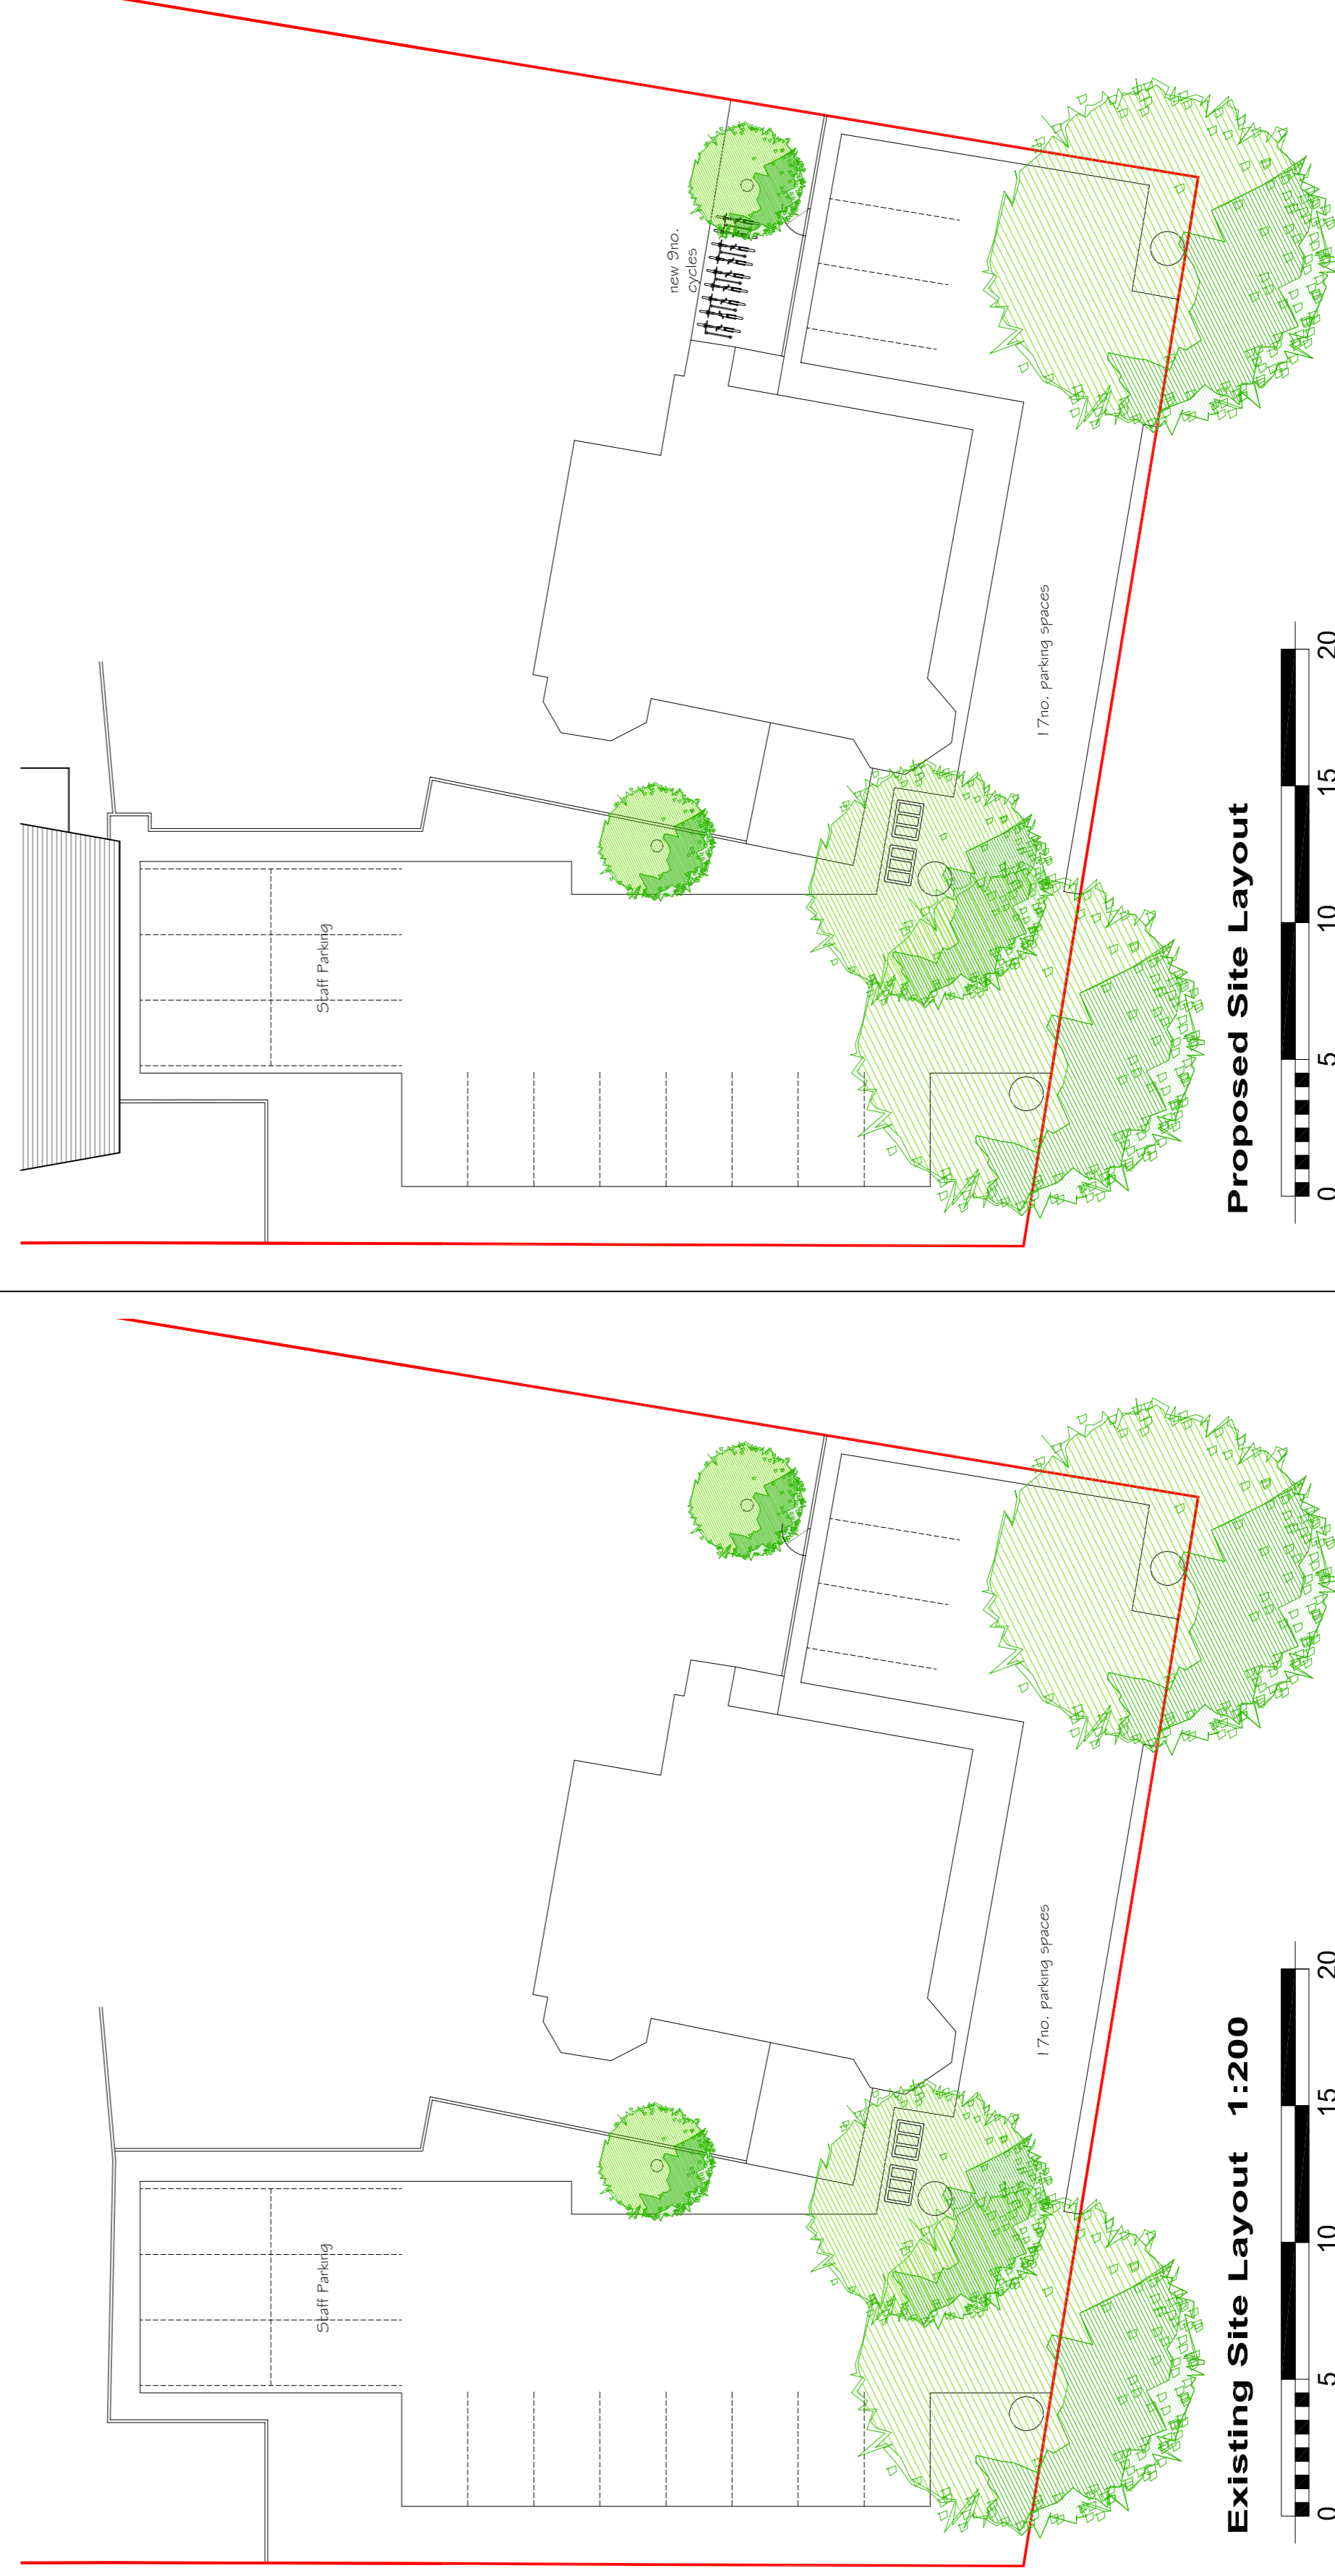 Existing Site Layout 1:200
0 5 10 15 20
Staff Parking
17no. parking spaces
Proposed Site Layout
0 5 10 15 20
Staff Parking
17no. parking spaces
new 9no.
cycles